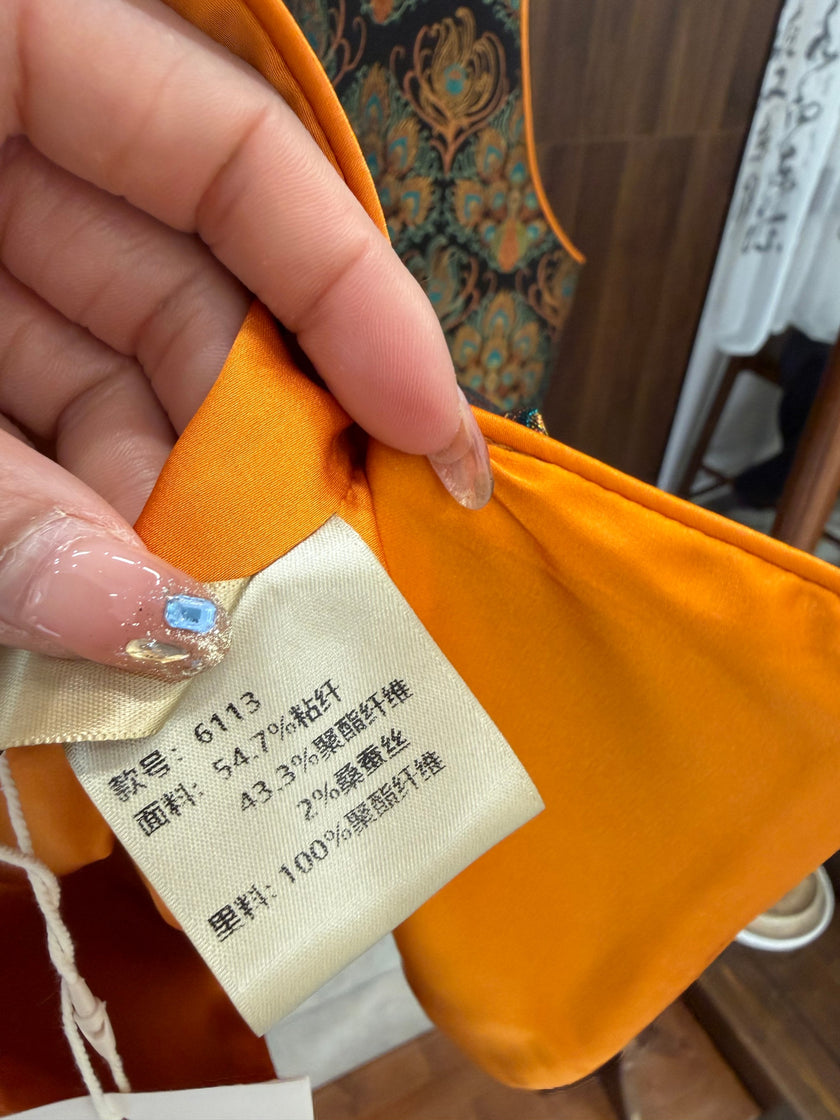 款号：6113
面料：54.7%粘纤
43.3%聚酯纤维
2%桑蚕丝
里料：100%聚酯纤维